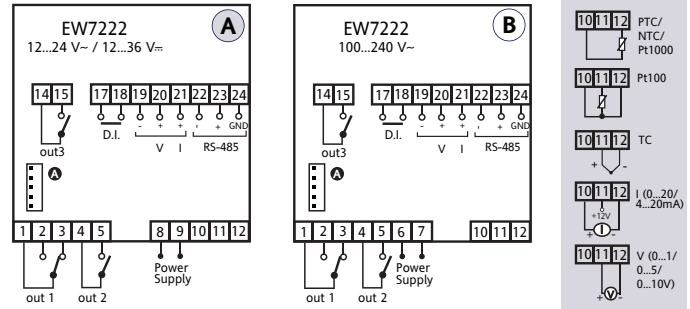 EW7222
12...24 V~ / 12...36 V⎓
A
14 15 17 18 19 20 21 22 23 24
- + + - + GND
D.I.
V I RS-485
out3
A
1 2 3 4 5 8 9 10 11 12
Power
Supply
out 1 out 2
EW7222
100...240 V~
B
14 15 17 18 19 20 21 22 23 24
- + + - + GND
D.I.
V I RS-485
out3
A
1 2 3 4 5 6 7 10 11 12
Power
Supply
out 1 out 2
10 11 12 PTC/
NTC/
Pt1000
10 11 12 Pt100
10 11 12 TC
+ -
10 11 12 I (0...20/
4...20mA)
+12V
+ I -
10 11 12 V (0...1/
0...5/
0...10V)
+ V -